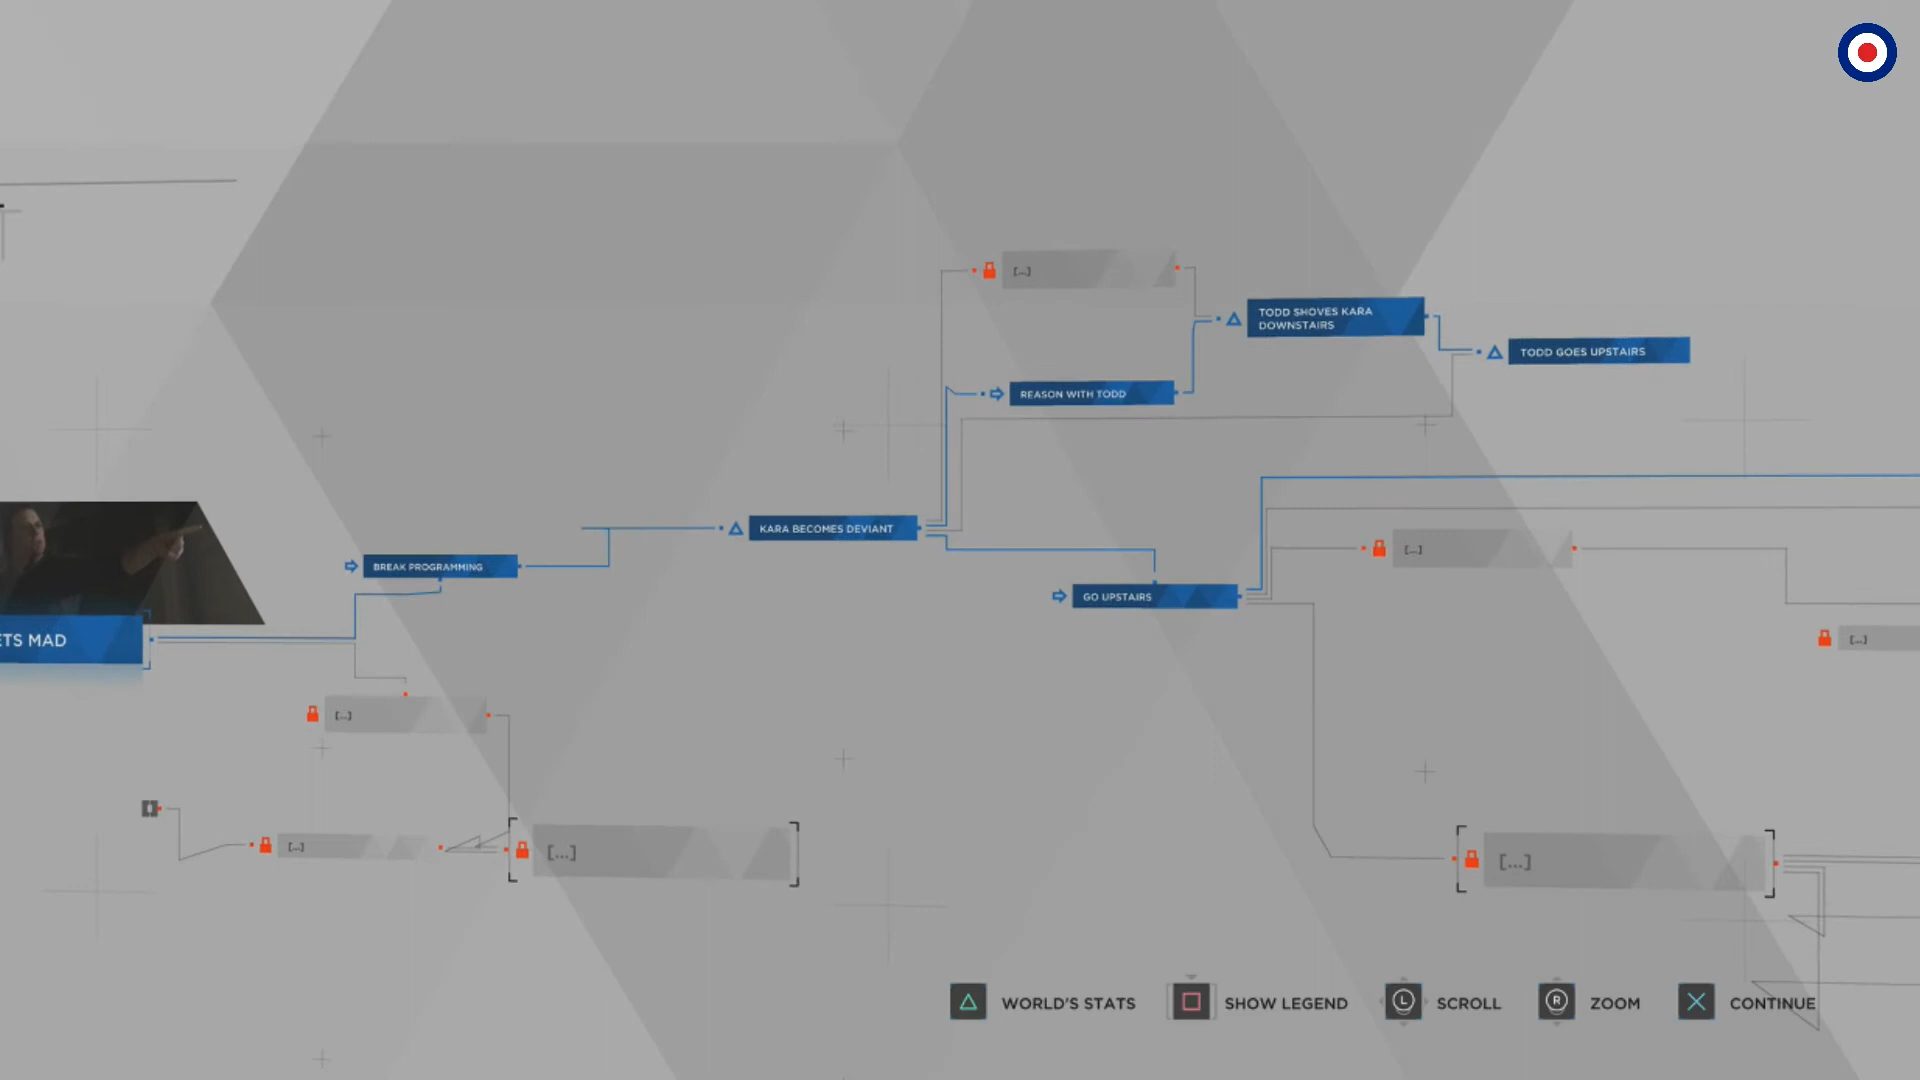 [...]
TODD SHOVES KARA
DOWNSTAIRS
TODD GOES UPSTAIRS
REASON WITH TODD
KARA BECOMES DEVIANT
[...]
BREAK PROGRAMMING
GO UPSTAIRS
ETS MAD
[...]
[...]
[...]
[...]
[...]
WORLD'S STATS
SHOW LEGEND
L
SCROLL
R
ZOOM
CONTINUE